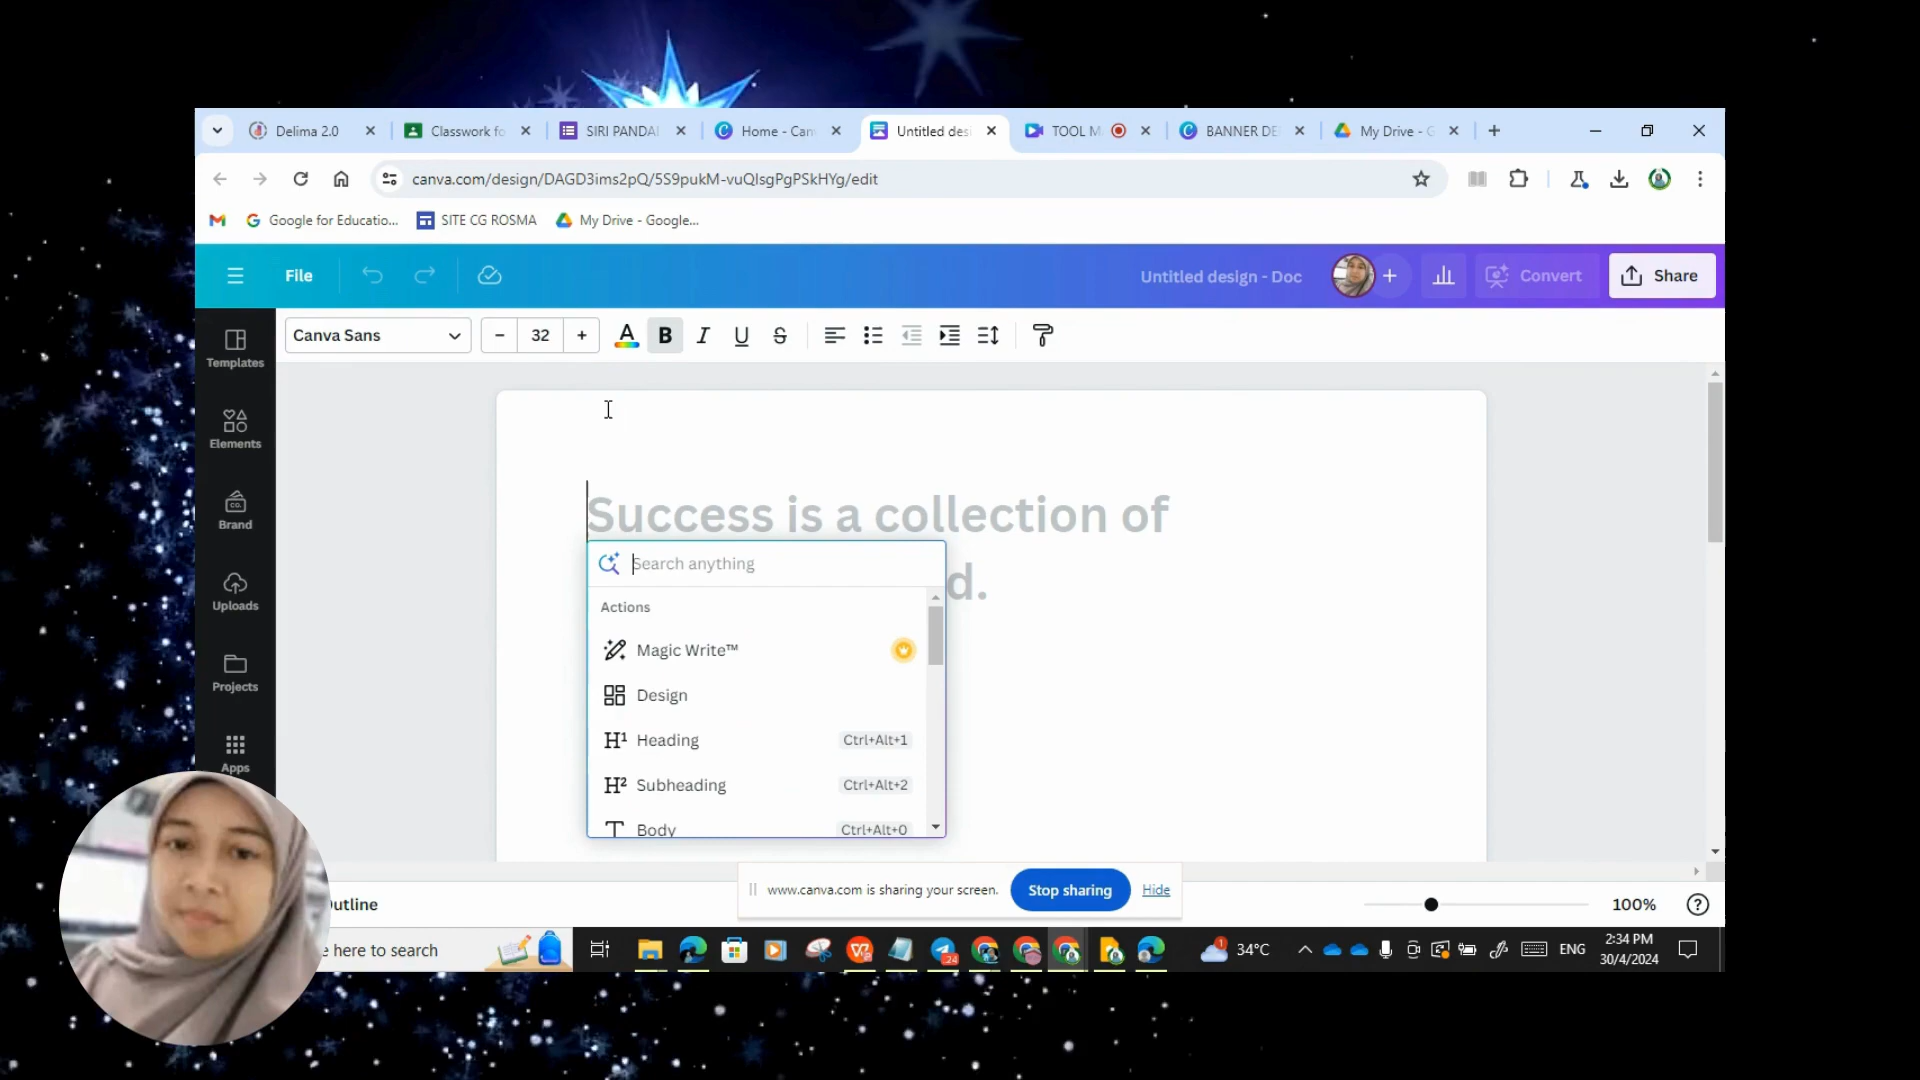 Delima 2.0
Classwork fo
SIRI PANDAI
Home - Can
Untitled desi
TOOL M
BANNER DE
My Drive - G
canva.com/design/DAGD3ims2pQ/5S9pukM-vuQIsgPgPSkHYg/edit
Google for Educatio...
SITE CG ROSMA
My Drive - Google...
File
Untitled design - Doc
Convert
Share
Canva Sans
32
B
Templates
Elements
Brand
Uploads
Projects
Apps
Success is a collection of
d.
Search anything
Actions
Magic Write™
Design
H1 Heading Ctrl+Alt+1
H2 Subheading Ctrl+Alt+2
Body Ctrl+Alt+0
www.canva.com is sharing your screen.
Stop sharing
Hide
utline
100%
e here to search
24
34°C
ENG
2:34 PM
30/4/2024